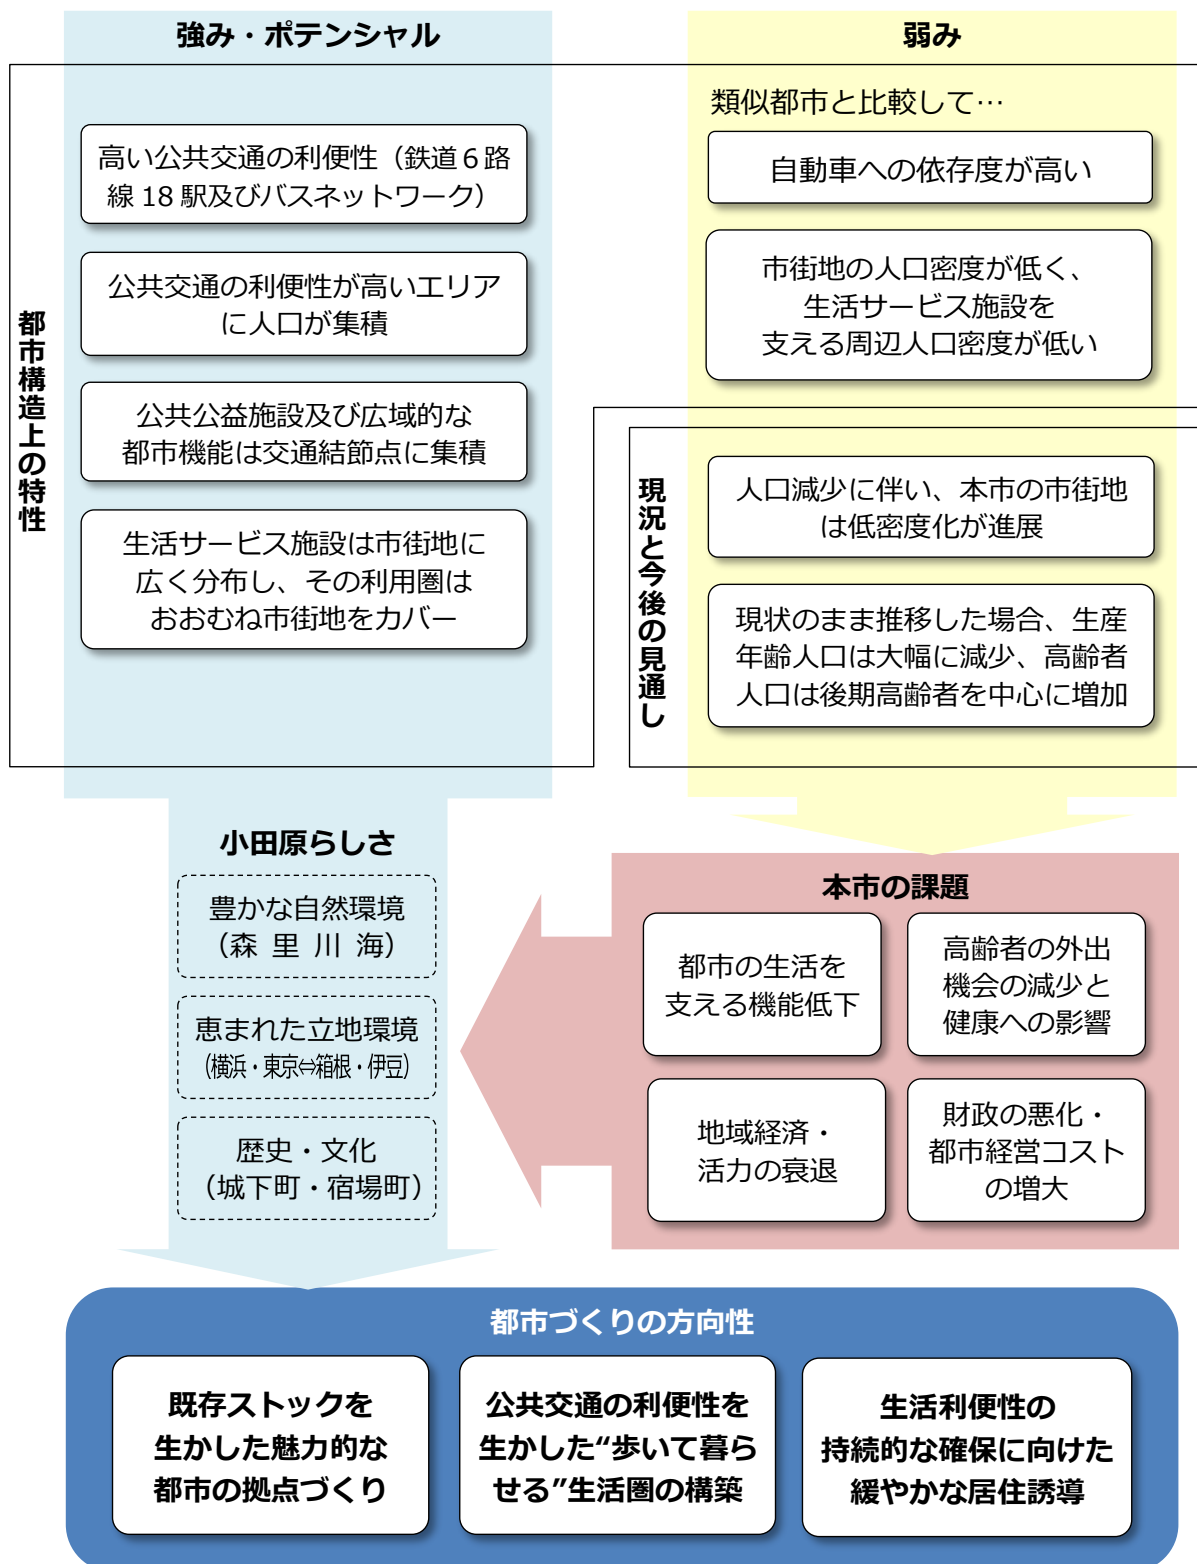 強み・ポテンシャル
弱み
都市構造上の特性
高い公共交通の利便性（鉄道６路
線 18 駅及びバスネットワーク）
公共交通の利便性が高いエリア
に人口が集積
公共公益施設及び広域的な
都市機能は交通結節点に集積
生活サービス施設は市街地に
広く分布し、その利用圏は
おおむね市街地をカバー
類似都市と比較して…
自動車への依存度が高い
市街地の人口密度が低く、
生活サービス施設を
支える周辺人口密度が低い
現況と今後の見通し
人口減少に伴い、本市の市街地
は低密度化が進展
現状のまま推移した場合、生産
年齢人口は大幅に減少、高齢者
人口は後期高齢者を中心に増加
小田原らしさ
豊かな自然環境
（森 里 川 海）
恵まれた立地環境
（横浜・東京⇔箱根・伊豆）
歴史・文化
（城下町・宿場町）
本市の課題
都市の生活を
支える機能低下
高齢者の外出
機会の減少と
健康への影響
地域経済・
活力の衰退
財政の悪化・
都市経営コスト
の増大
都市づくりの方向性
既存ストックを
生かした魅力的な
都市の拠点づくり
公共交通の利便性を
生かした“歩いて暮ら
せる”生活圏の構築
生活利便性の
持続的な確保に向けた
緩やかな居住誘導